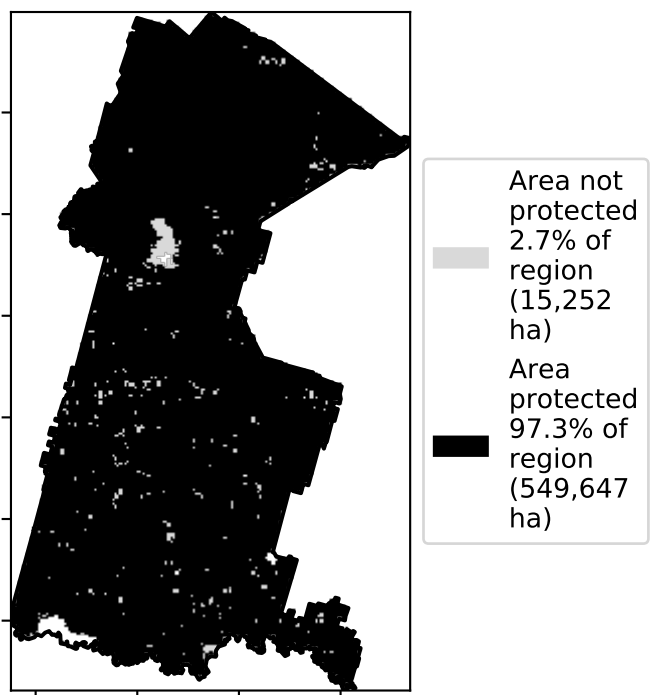 Area not
protected
2.7% of
region
(15,252
ha)
Area
protected
97.3% of
region
(549,647
ha)